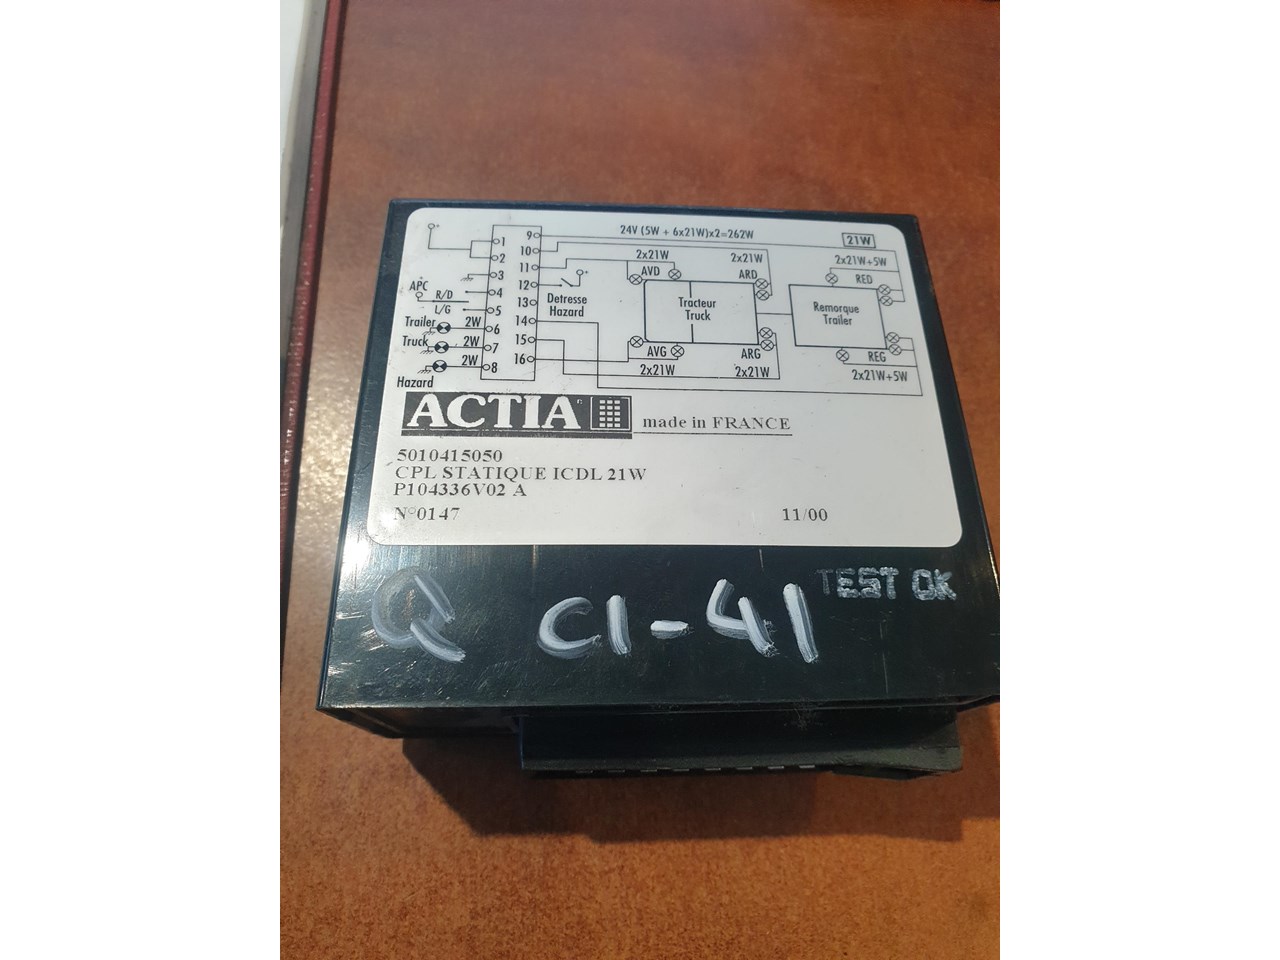 24V (5W + 6x21W)x2=262W
21W
+
1
2
3
4
5
6
7
8
9
10
11
12
13
14
15
16
APC
R/D
L/G
Trailer 2W
Truck 2W
2W
Hazard
+
Détresse
Hazard
2x21W
AVD
2x21W
ARD
Tracteur
Truck
AVG
2x21W
ARG
2x21W
2x21W+5W
RED
Remorque
Trailer
REG
2x21W+5W
ACTIA
made in FRANCE
5010415050
CPL STATIQUE ICDL 21W
P104336V02 A
N°0147
11/00
Q C1-41
TEST OK